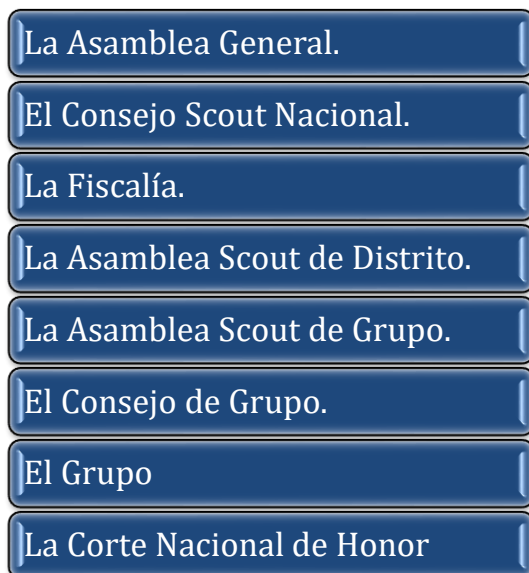 La Asamblea General.
El Consejo Scout Nacional.
La Fiscalía.
La Asamblea Scout de Distrito.
La Asamblea Scout de Grupo.
El Consejo de Grupo.
El Grupo
La Corte Nacional de Honor